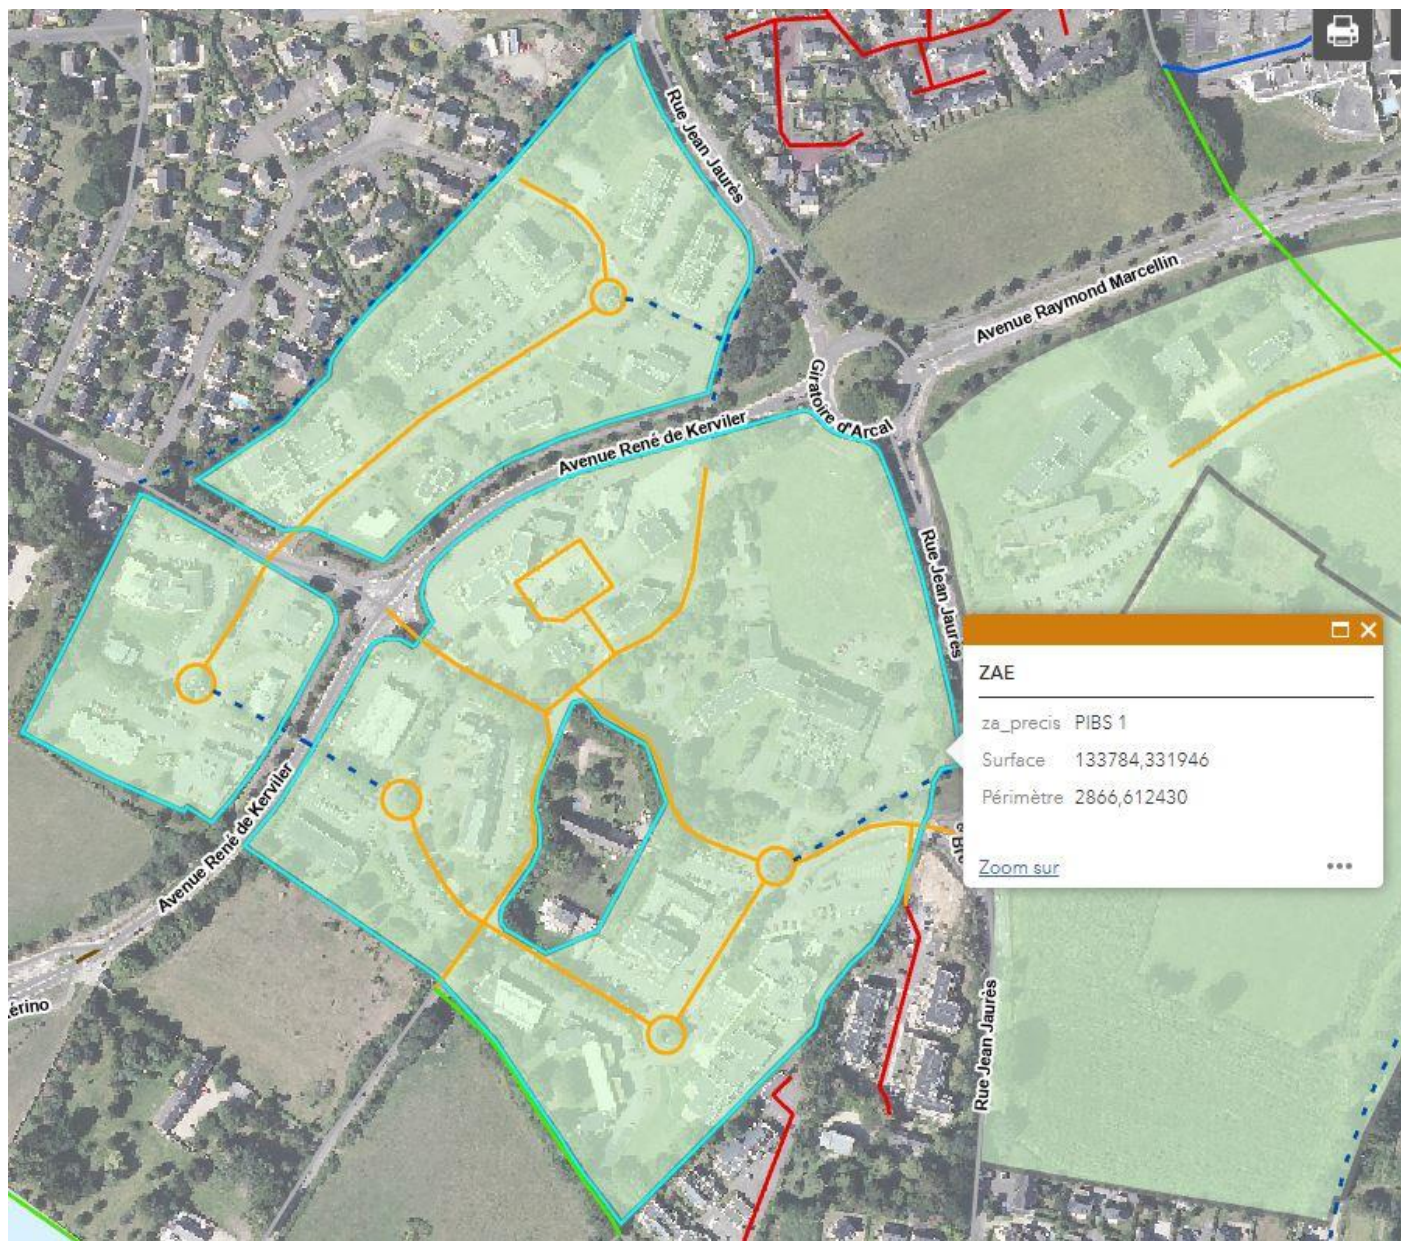 Rue Jean Jaurès
Avenue Raymond Marcellin
Giratoire d'Arcal
Avenue René de Kerviler
Rue Jean Jaurès
ZAE
za_precis PIBS 1
Surface 133784,331946
Périmètre 2866,612430
Zoom sur
Avenue René de Kerviler
érino
Rue Jean Jaurès